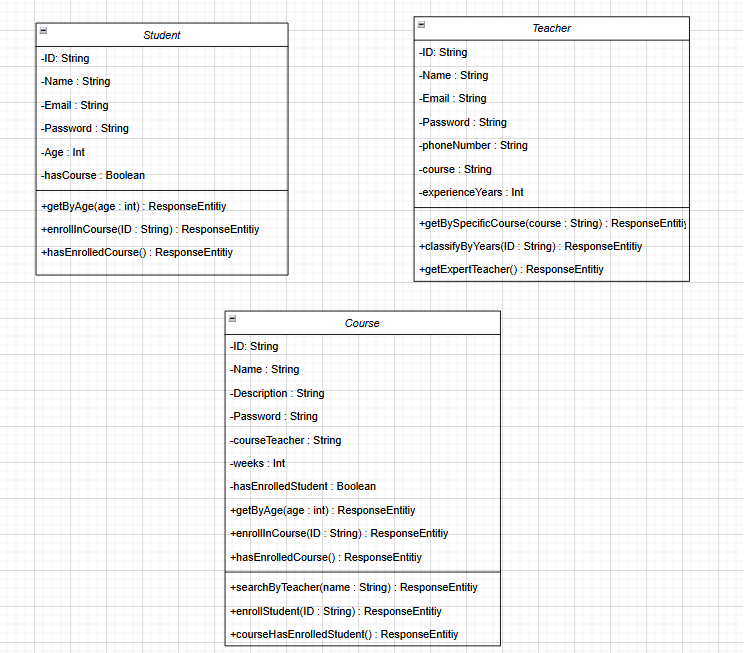 Student
-ID: String
-Name : String
-Email : String
-Password : String
-Age : Int
-hasCourse : Boolean
+getByAge(age : int) : ResponseEntitiy
+enrollInCourse(ID : String) : ResponseEntitiy
+hasEnrolledCourse() : ResponseEntitiy
Teacher
-ID: String
-Name : String
-Email : String
-Password : String
-phoneNumber : String
-course : String
-experienceYears : Int
+getBySpecificCourse(course : String) : ResponseEntitiy
+classifyByYears(ID : String) : ResponseEntitiy
+getExpertTeacher() : ResponseEntitiy
Course
-ID: String
-Name : String
-Description : String
-Password : String
-courseTeacher : String
-weeks : Int
-hasEnrolledStudent : Boolean
+getByAge(age : int) : ResponseEntitiy
+enrollInCourse(ID : String) : ResponseEntitiy
+hasEnrolledCourse() : ResponseEntitiy
+searchByTeacher(name : String) : ResponseEntitiy
+enrollStudent(ID : String) : ResponseEntitiy
+courseHasEnrolledStudent() : ResponseEntitiy